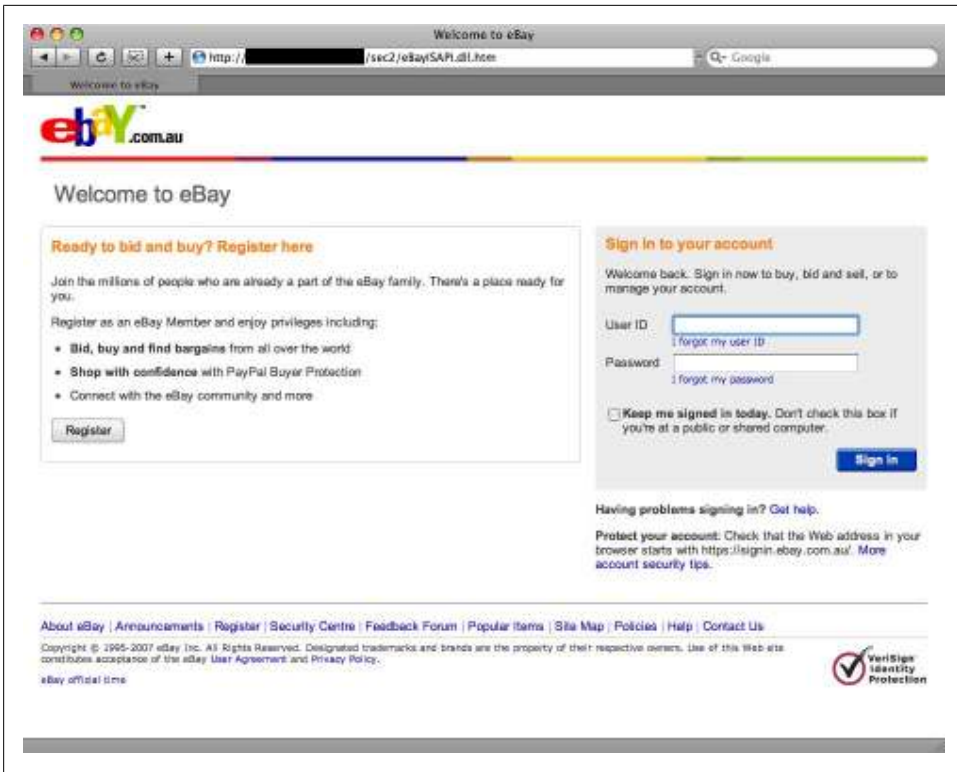 Welcome to eBay
http:// /sec2/eBayISAPI.dll.htm
Google
Welcome to eBay
ebaY™.com.au
Welcome to eBay
Ready to bid and buy? Register here
Join the millions of people who are already a part of the eBay family. There's a place ready for
you.
Register as an eBay Member and enjoy privileges including:
• Bid, buy and find bargains from all over the world
• Shop with confidence with PayPal Buyer Protection
• Connect with the eBay community and more
Register
Sign in to your account
Welcome back. Sign in now to buy, bid and sell, or to
manage your account.
User ID
I forgot my user ID
Password
I forgot my password
Keep me signed in today. Don't check this box if
you're at a public or shared computer.
Sign In
Having problems signing in? Get help.
Protect your account: Check that the Web address in your
browser starts with https://signin.ebay.com.au/. More
account security tips.
About eBay | Announcements | Register | Security Centre | Feedback Forum | Popular Items | Site Map | Policies | Help | Contact Us
Copyright © 1995-2007 eBay Inc. All Rights Reserved. Designated trademarks and brands are the property of their respective owners. Use of this Web site
constitutes acceptance of the eBay User Agreement and Privacy Policy.
eBay official time
VeriSign
Identity
Protection